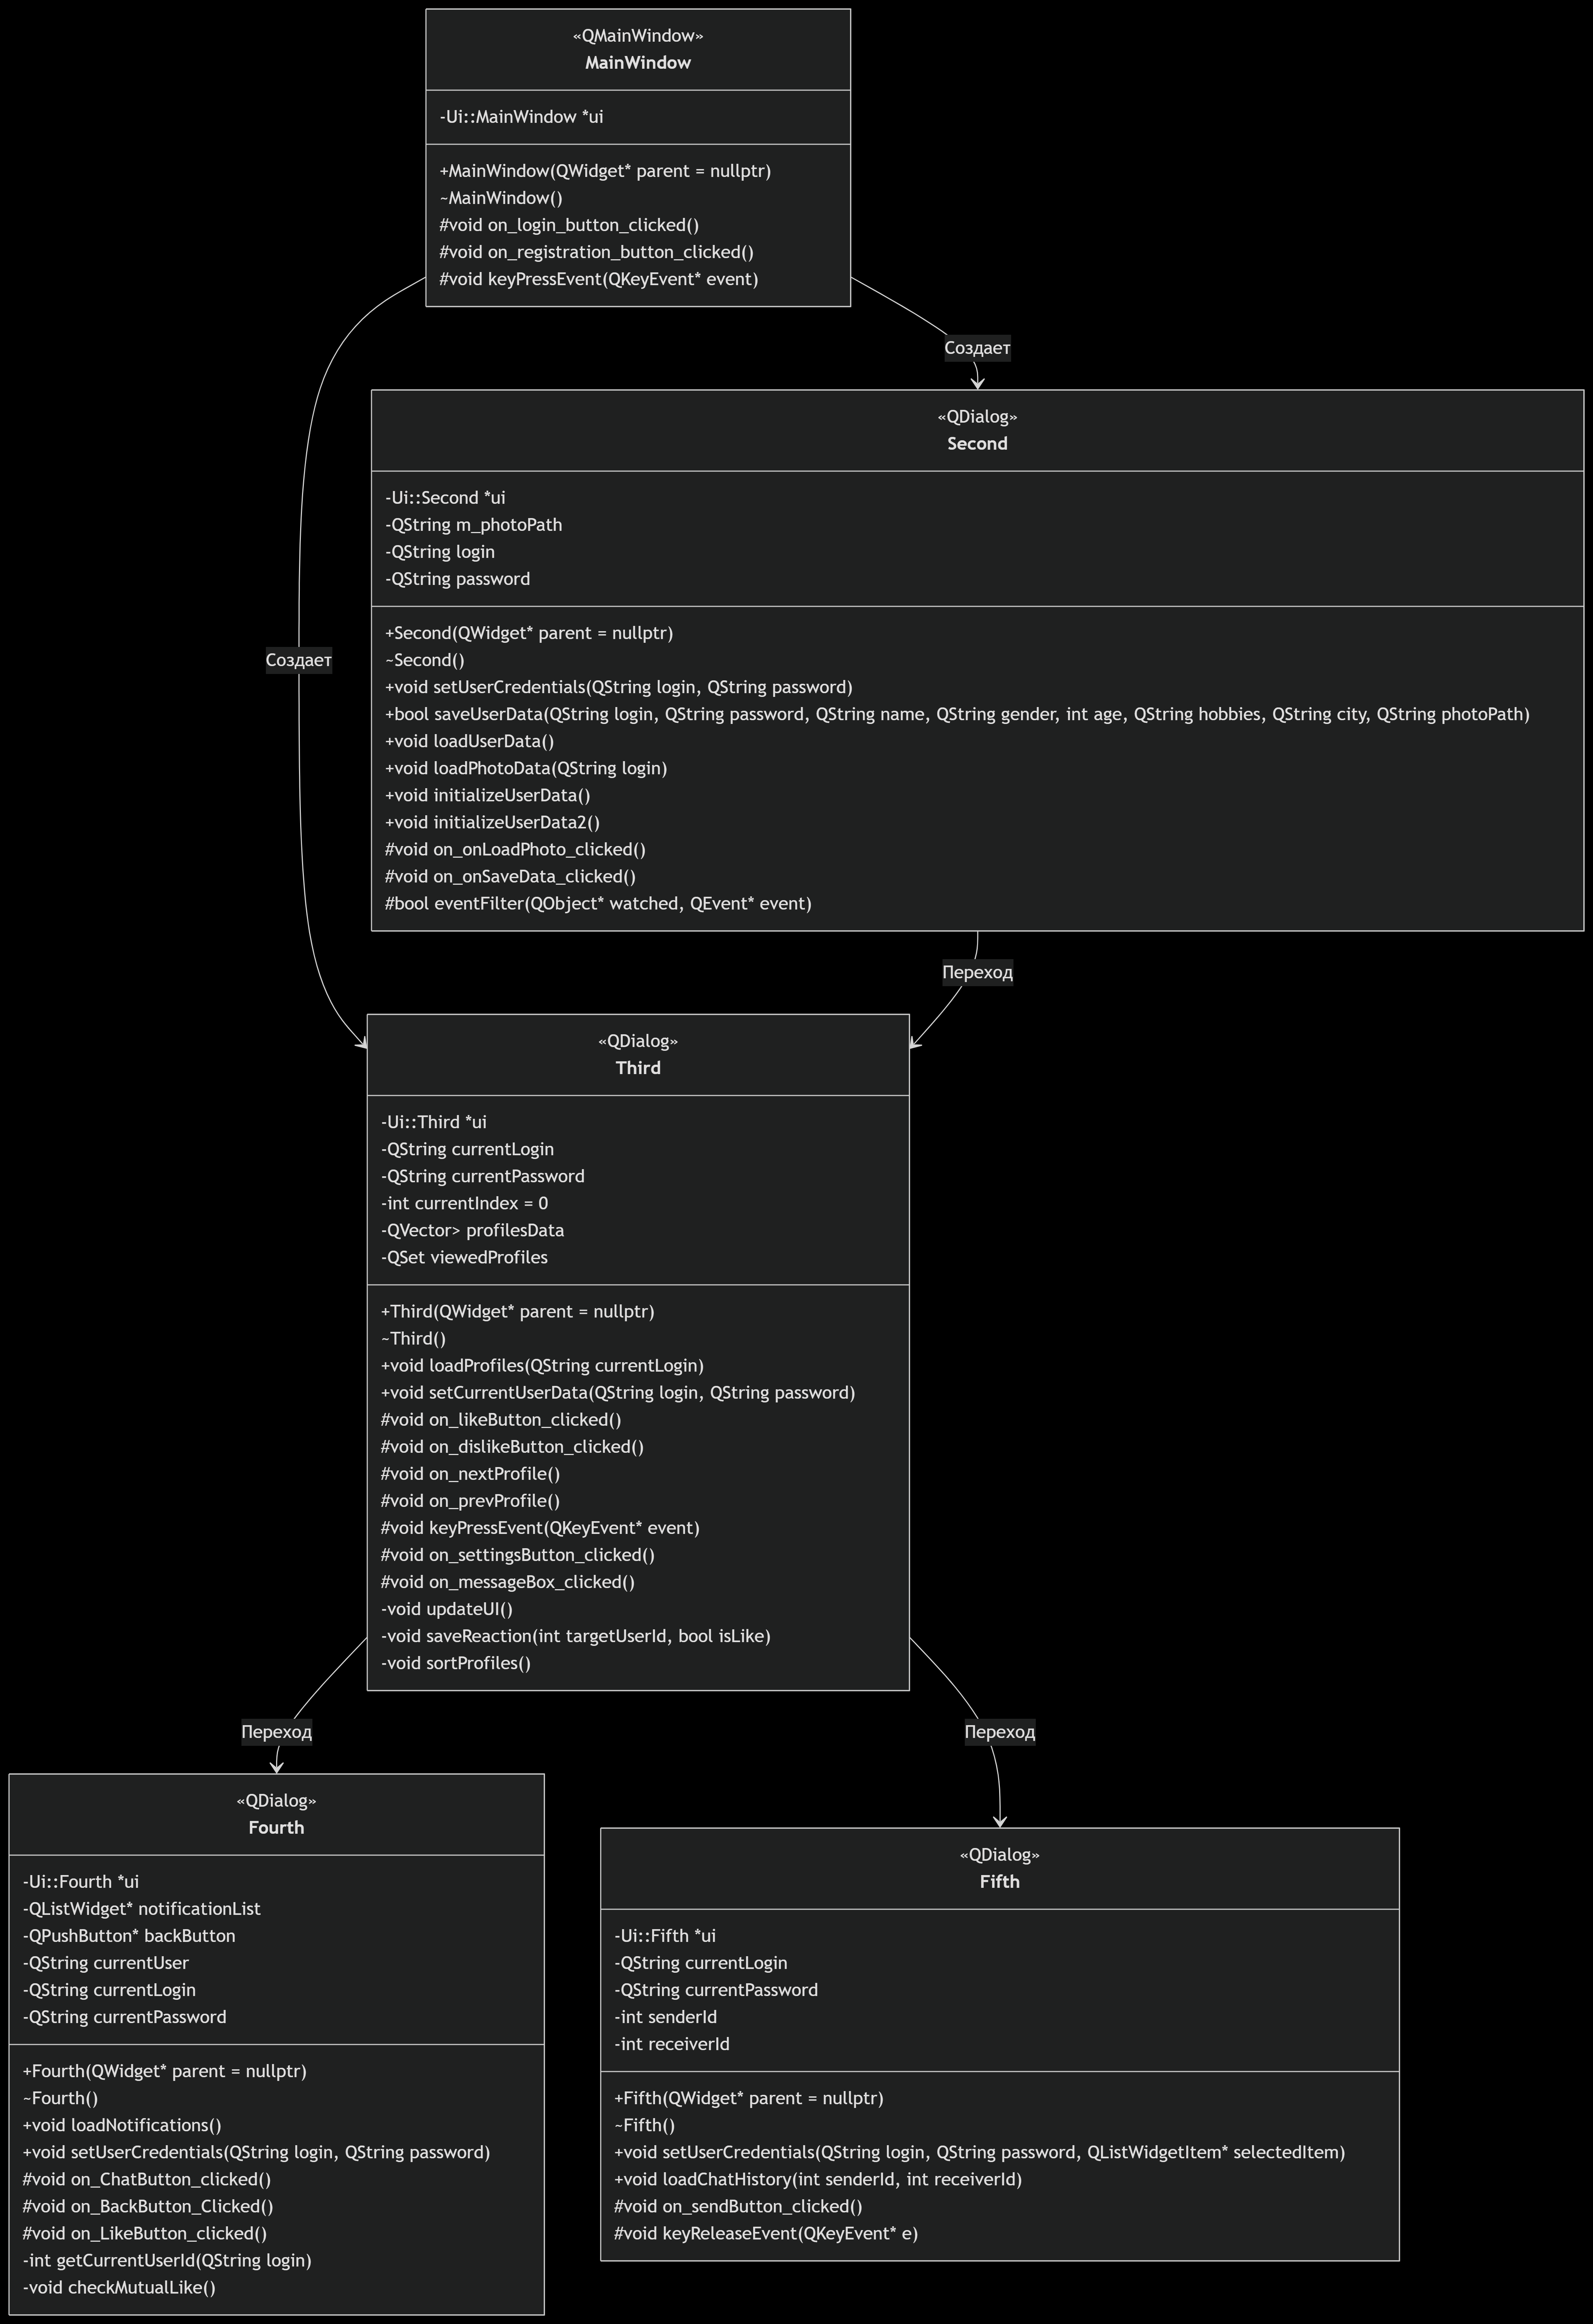 «QMainWindow»
MainWindow
-Ui::MainWindow *ui
+MainWindow(QWidget* parent = nullptr)
~MainWindow()
#void on_login_button_clicked()
#void on_registration_button_clicked()
#void keyPressEvent(QKeyEvent* event)
Создает
«QDialog»
Second
-Ui::Second *ui
-QString m_photoPath
-QString login
-QString password
+Second(QWidget* parent = nullptr)
~Second()
+void setUserCredentials(QString login, QString password)
+bool saveUserData(QString login, QString password, QString name, QString gender, int age, QString hobbies, QString city, QString photoPath)
+void loadUserData()
+void loadPhotoData(QString login)
+void initializeUserData()
+void initializeUserData2()
#void on_onLoadPhoto_clicked()
#void on_onSaveData_clicked()
#bool eventFilter(QObject* watched, QEvent* event)
Создает
Переход
«QDialog»
Third
-Ui::Third *ui
-QString currentLogin
-QString currentPassword
-int currentIndex = 0
-QVector> profilesData
-QSet viewedProfiles
+Third(QWidget* parent = nullptr)
~Third()
+void loadProfiles(QString currentLogin)
+void setCurrentUserData(QString login, QString password)
#void on_likeButton_clicked()
#void on_dislikeButton_clicked()
#void on_nextProfile()
#void on_prevProfile()
#void keyPressEvent(QKeyEvent* event)
#void on_settingsButton_clicked()
#void on_messageBox_clicked()
-void updateUI()
-void saveReaction(int targetUserId, bool isLike)
-void sortProfiles()
Переход
Переход
«QDialog»
Fourth
-Ui::Fourth *ui
-QListWidget* notificationList
-QPushButton* backButton
-QString currentUser
-QString currentLogin
-QString currentPassword
+Fourth(QWidget* parent = nullptr)
~Fourth()
+void loadNotifications()
+void setUserCredentials(QString login, QString password)
#void on_ChatButton_clicked()
#void on_BackButton_Clicked()
#void on_LikeButton_clicked()
-int getCurrentUserId(QString login)
-void checkMutualLike()
«QDialog»
Fifth
-Ui::Fifth *ui
-QString currentLogin
-QString currentPassword
-int senderId
-int receiverId
+Fifth(QWidget* parent = nullptr)
~Fifth()
+void setUserCredentials(QString login, QString password, QListWidgetItem* selectedItem)
+void loadChatHistory(int senderId, int receiverId)
#void on_sendButton_clicked()
#void keyReleaseEvent(QKeyEvent* e)